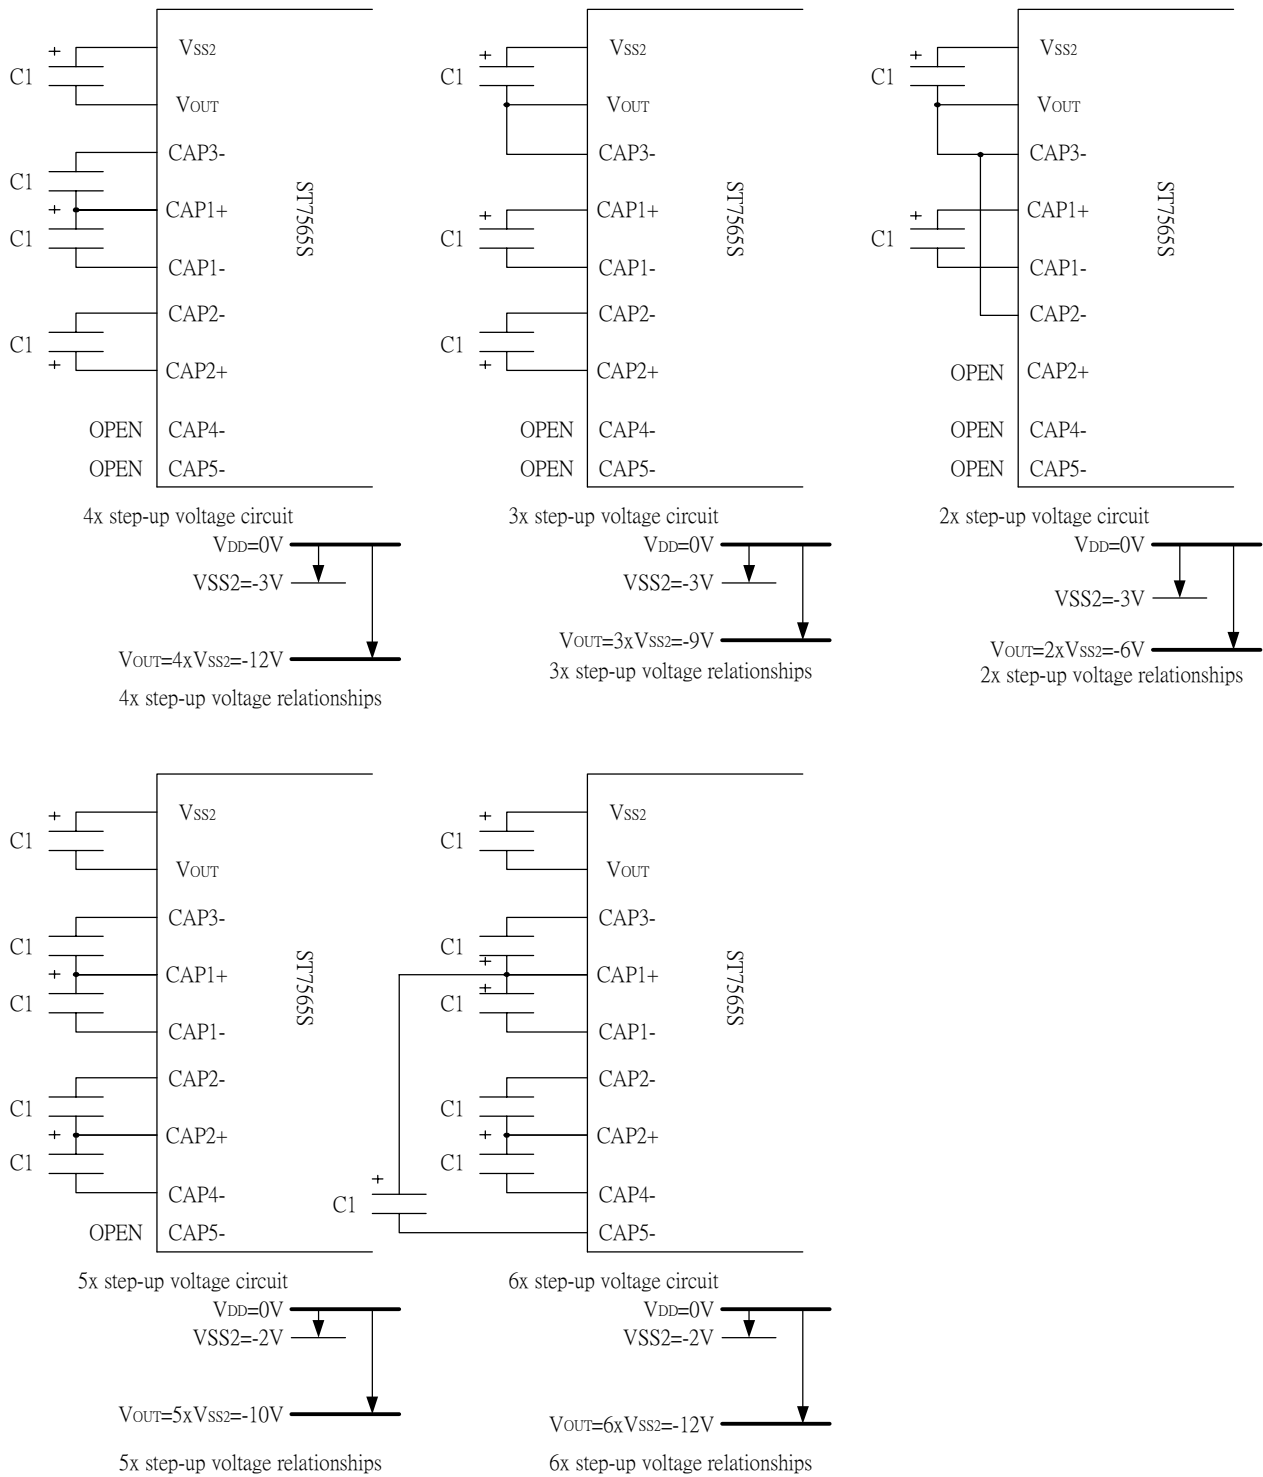 +
C1
VSS2
VOUT
C1
CAP3-
+
CAP1+
C1
CAP1-
CAP2-
C1
+
CAP2+
OPEN CAP4-
OPEN CAP5-
ST7565S
4x step-up voltage circuit
VDD=0V
VSS2=-3V
VOUT=4xVSS2=-12V
4x step-up voltage relationships
+
C1
VSS2
VOUT
CAP3-
+
CAP1+
C1
CAP1-
CAP2-
C1
+
CAP2+
OPEN CAP4-
OPEN CAP5-
ST7565S
3x step-up voltage circuit
VDD=0V
VSS2=-3V
VOUT=3xVSS2=-9V
3x step-up voltage relationships
+
C1
VSS2
VOUT
CAP3-
+
CAP1+
C1
CAP1-
CAP2-
OPEN CAP2+
OPEN CAP4-
OPEN CAP5-
ST7565S
2x step-up voltage circuit
VDD=0V
VSS2=-3V
VOUT=2xVSS2=-6V
2x step-up voltage relationships
+
C1
VSS2
VOUT
CAP3-
C1
+
CAP1+
C1
CAP1-
CAP2-
C1
+
CAP2+
C1
CAP4-
OPEN CAP5-
ST7565S
5x step-up voltage circuit
VDD=0V
VSS2=-2V
VOUT=5xVSS2=-10V
5x step-up voltage relationships
+
C1
VSS2
VOUT
CAP3-
C1
+
CAP1+
+
C1
CAP1-
CAP2-
C1
+
CAP2+
C1
+
CAP4-
C1
CAP5-
ST7565S
6x step-up voltage circuit
VDD=0V
VSS2=-2V
VOUT=6xVSS2=-12V
6x step-up voltage relationships